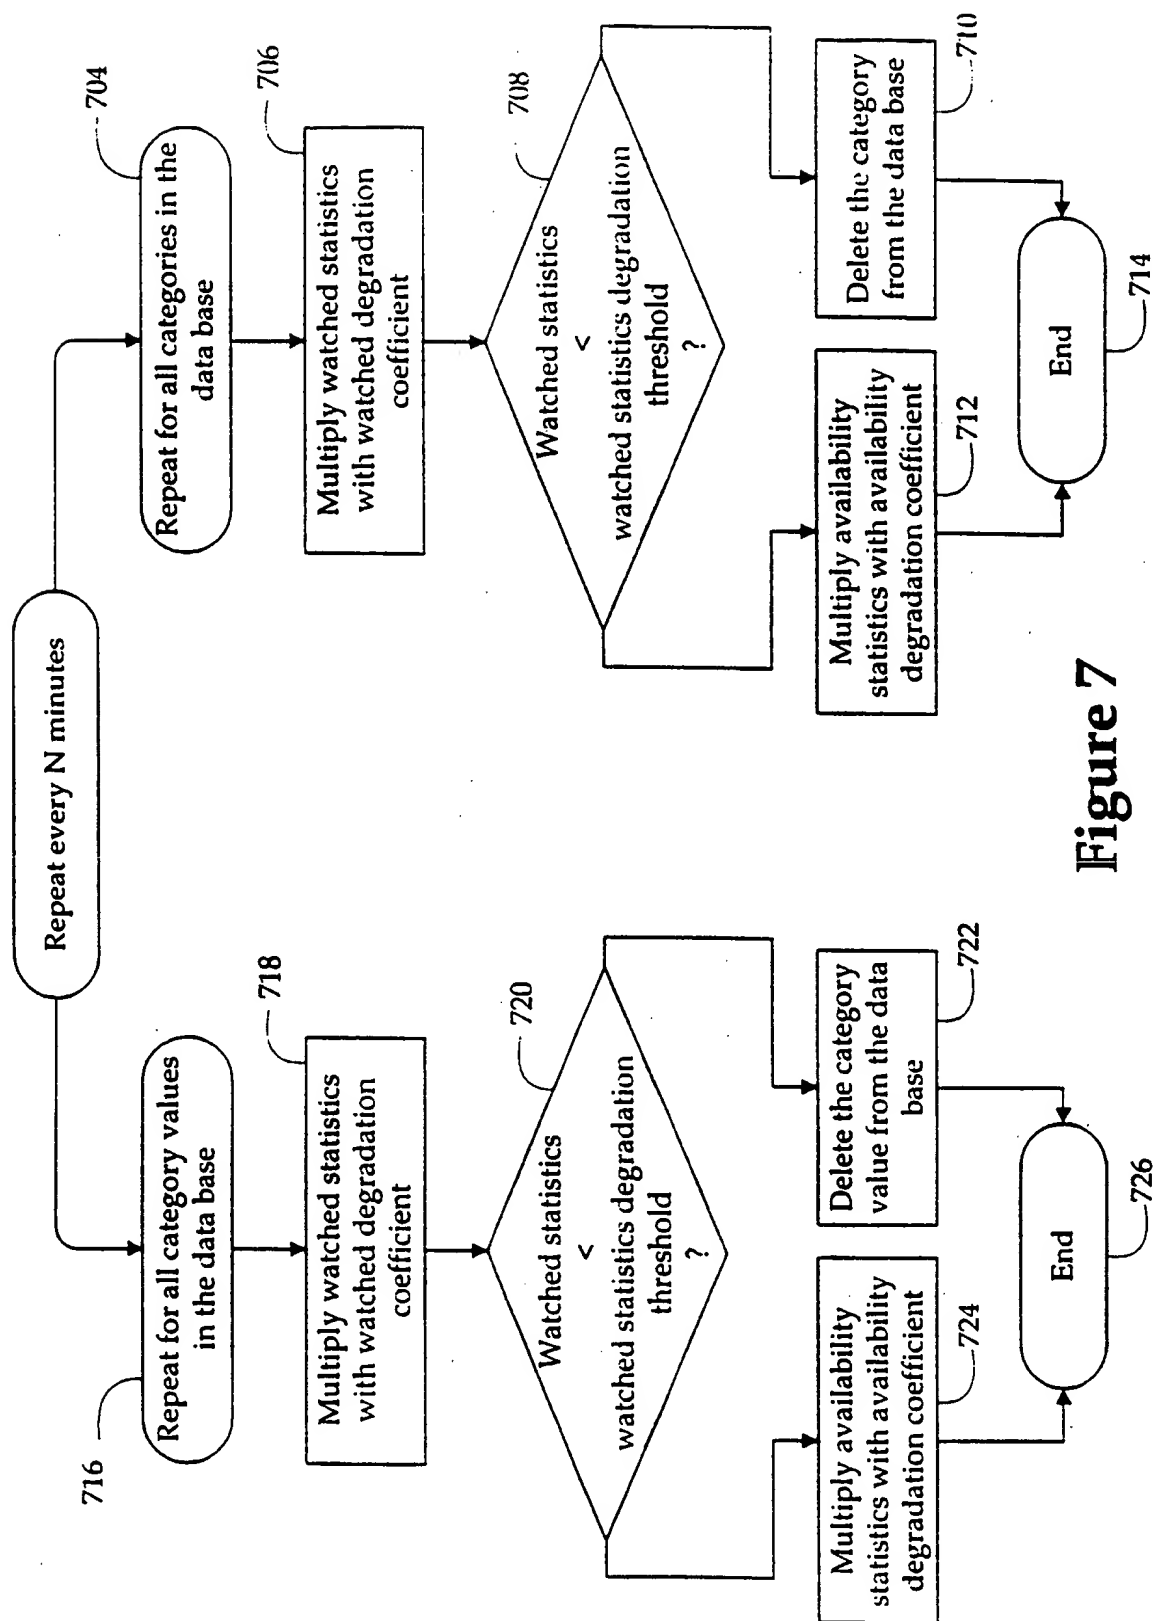 Repeat every N minutes
716
Repeat for all category values
in the data base
718
Multiply watched statistics
with watched degradation
coefficient
720
Watched statistics
<
watched statistics degradation
threshold
?
Multiply availability
statistics with availability
degradation coefficient
724
Delete the category
value from the data
base
722
End
726
704
Repeat for all categories in the
data base
706
Multiply watched statistics
with watched degradation
coefficient
708
Watched statistics
<
watched statistics degradation
threshold
?
Multiply availability
statistics with availability
degradation coefficient
712
Delete the category
from the data base
710
End
714
Figure 7